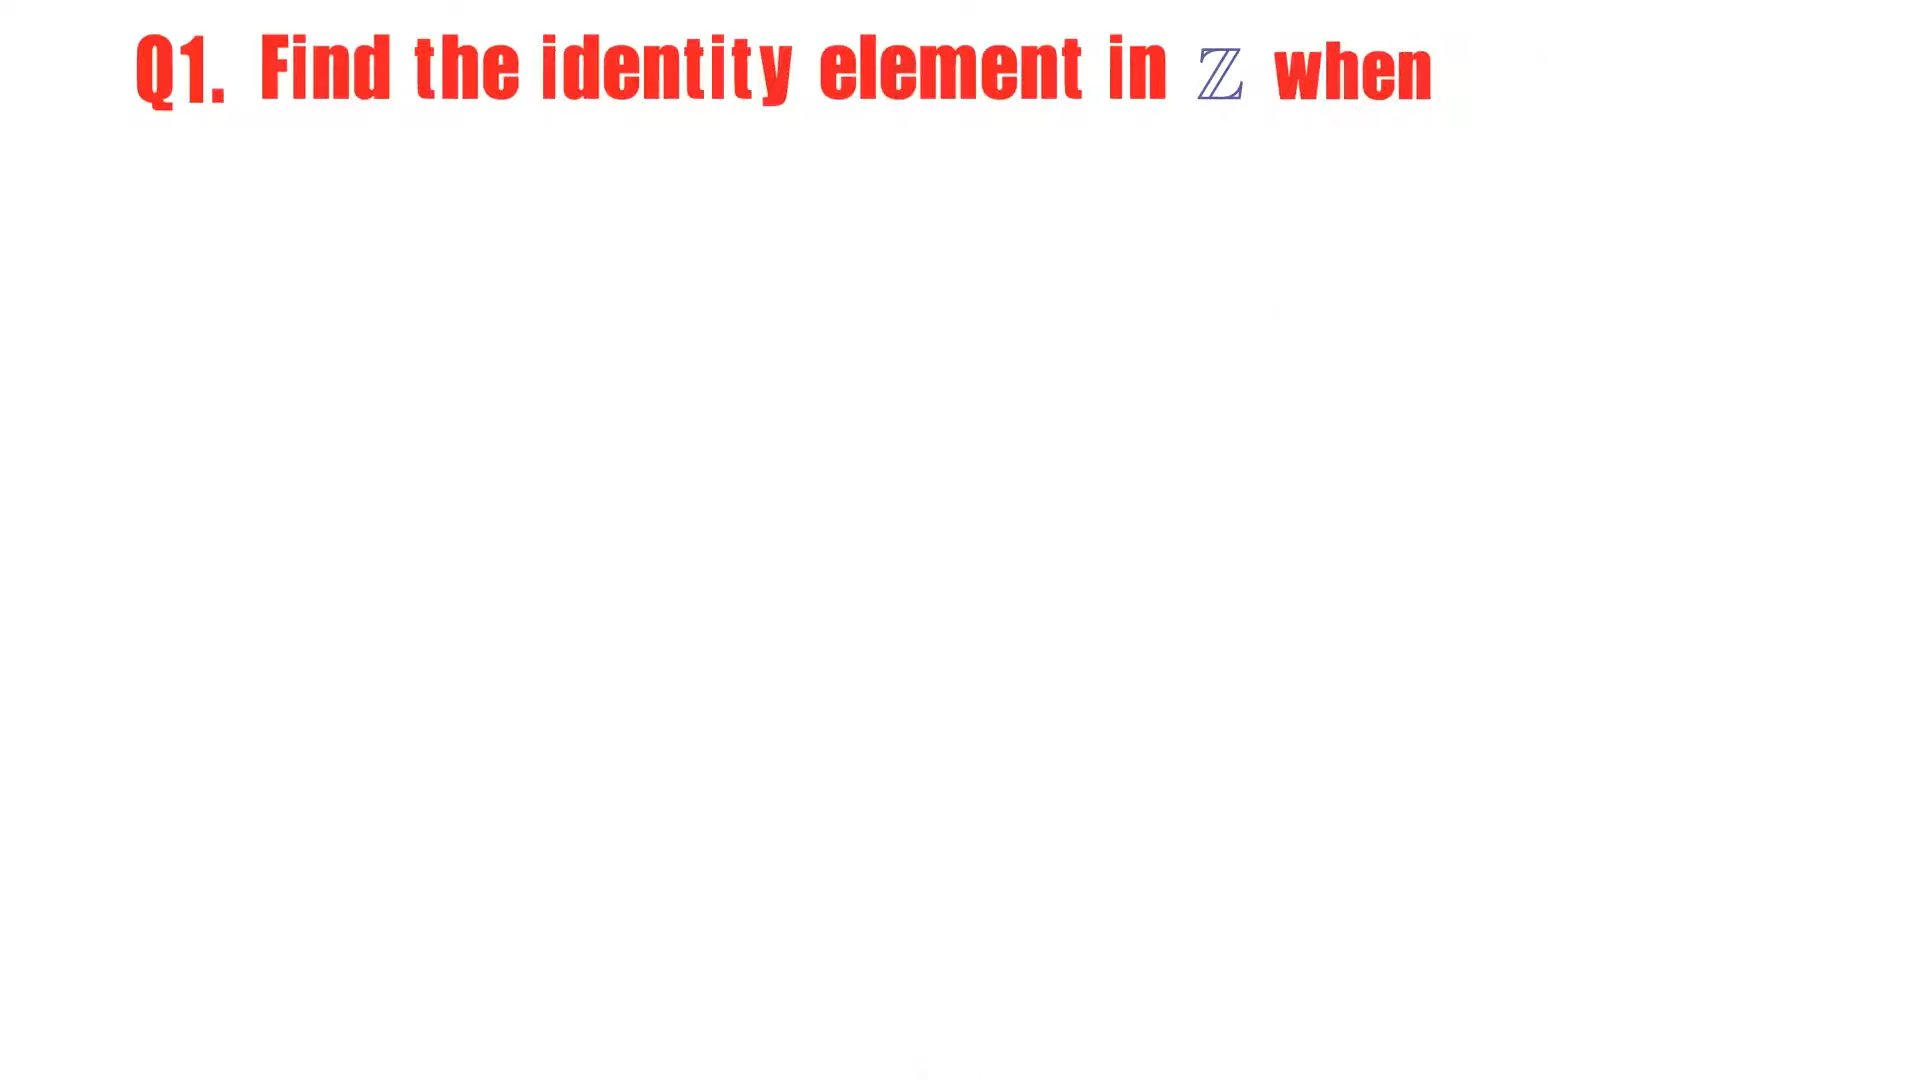 Q1. Find the identity element in ℤ when